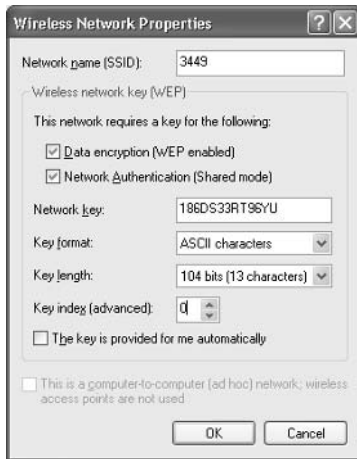 Wireless Network Properties
Network name (SSID): 3449
Wireless network key (WEP)
This network requires a key for the following:
Data encryption (WEP enabled)
Network Authentication (Shared mode)
Network key: 186DS33RT96YU
Key format: ASCII characters
Key length: 104 bits (13 characters)
Key index (advanced): 0
The key is provided for me automatically
This is a computer-to-computer (ad hoc) network; wireless
access points are not used
OK Cancel